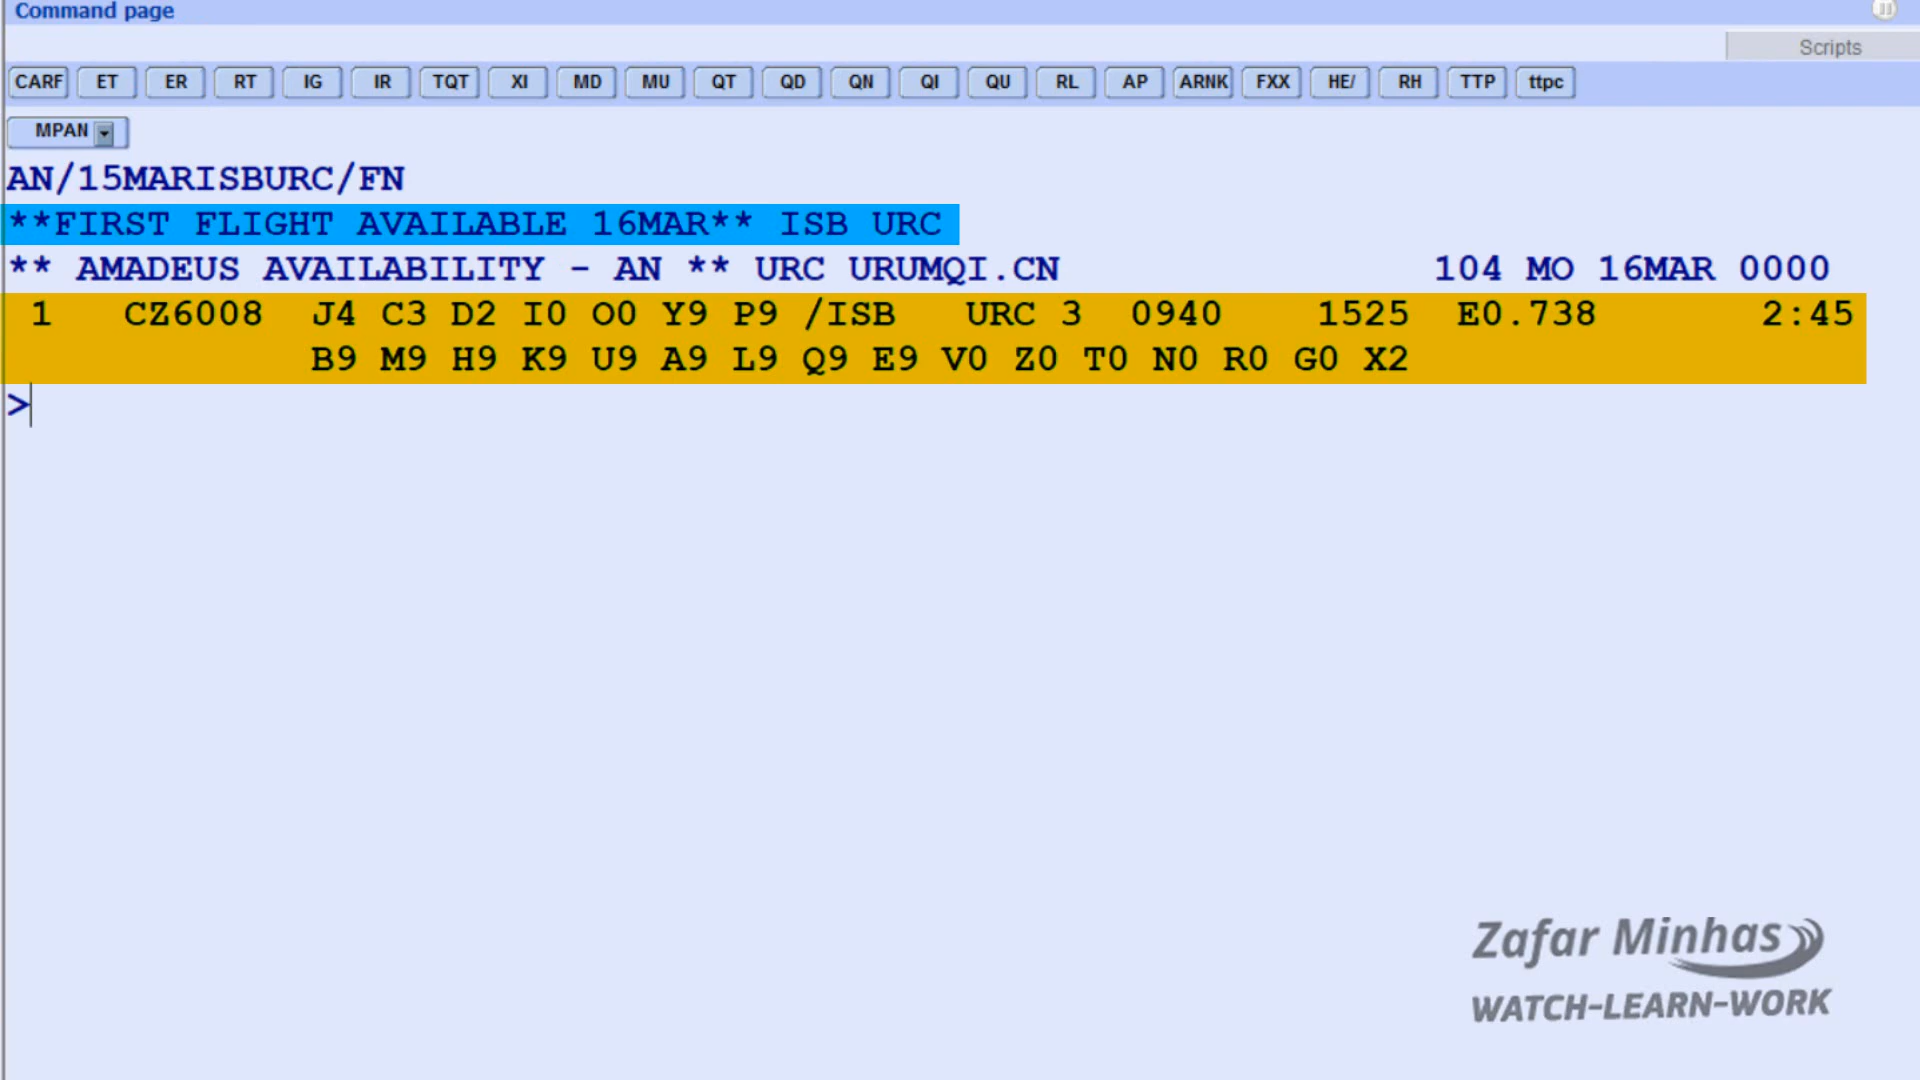 Command page
Scripts
CARF ET ER RT IG IR TQT XI MD MU QT QD QN QI QU RL AP ARNK FXX HE/ RH TTP ttpc
MPAN
AN/15MARISBURC/FN
**FIRST FLIGHT AVAILABLE 16MAR** ISB URC
** AMADEUS AVAILABILITY - AN ** URC URUMQI.CN 104 MO 16MAR 0000
1 CZ6008 J4 C3 D2 I0 O0 Y9 P9 /ISB URC 3 0940 1525 E0.738 2:45
B9 M9 H9 K9 U9 A9 L9 Q9 E9 V0 Z0 T0 N0 R0 G0 X2
>
Zafar Minhas
WATCH-LEARN-WORK